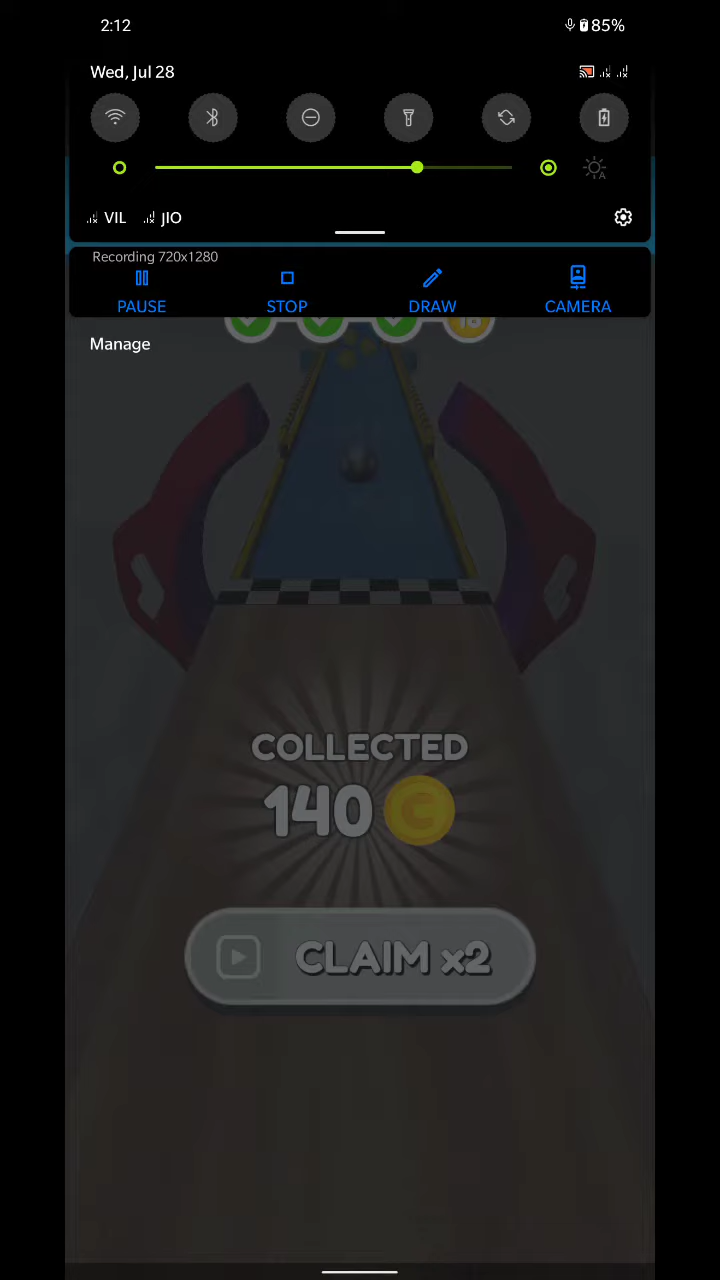 2:12 85%
Wed, Jul 28
VIL JIO
Recording 720x1280
PAUSE STOP DRAW CAMERA
Manage
COLLECTED
140
CLAIM x2